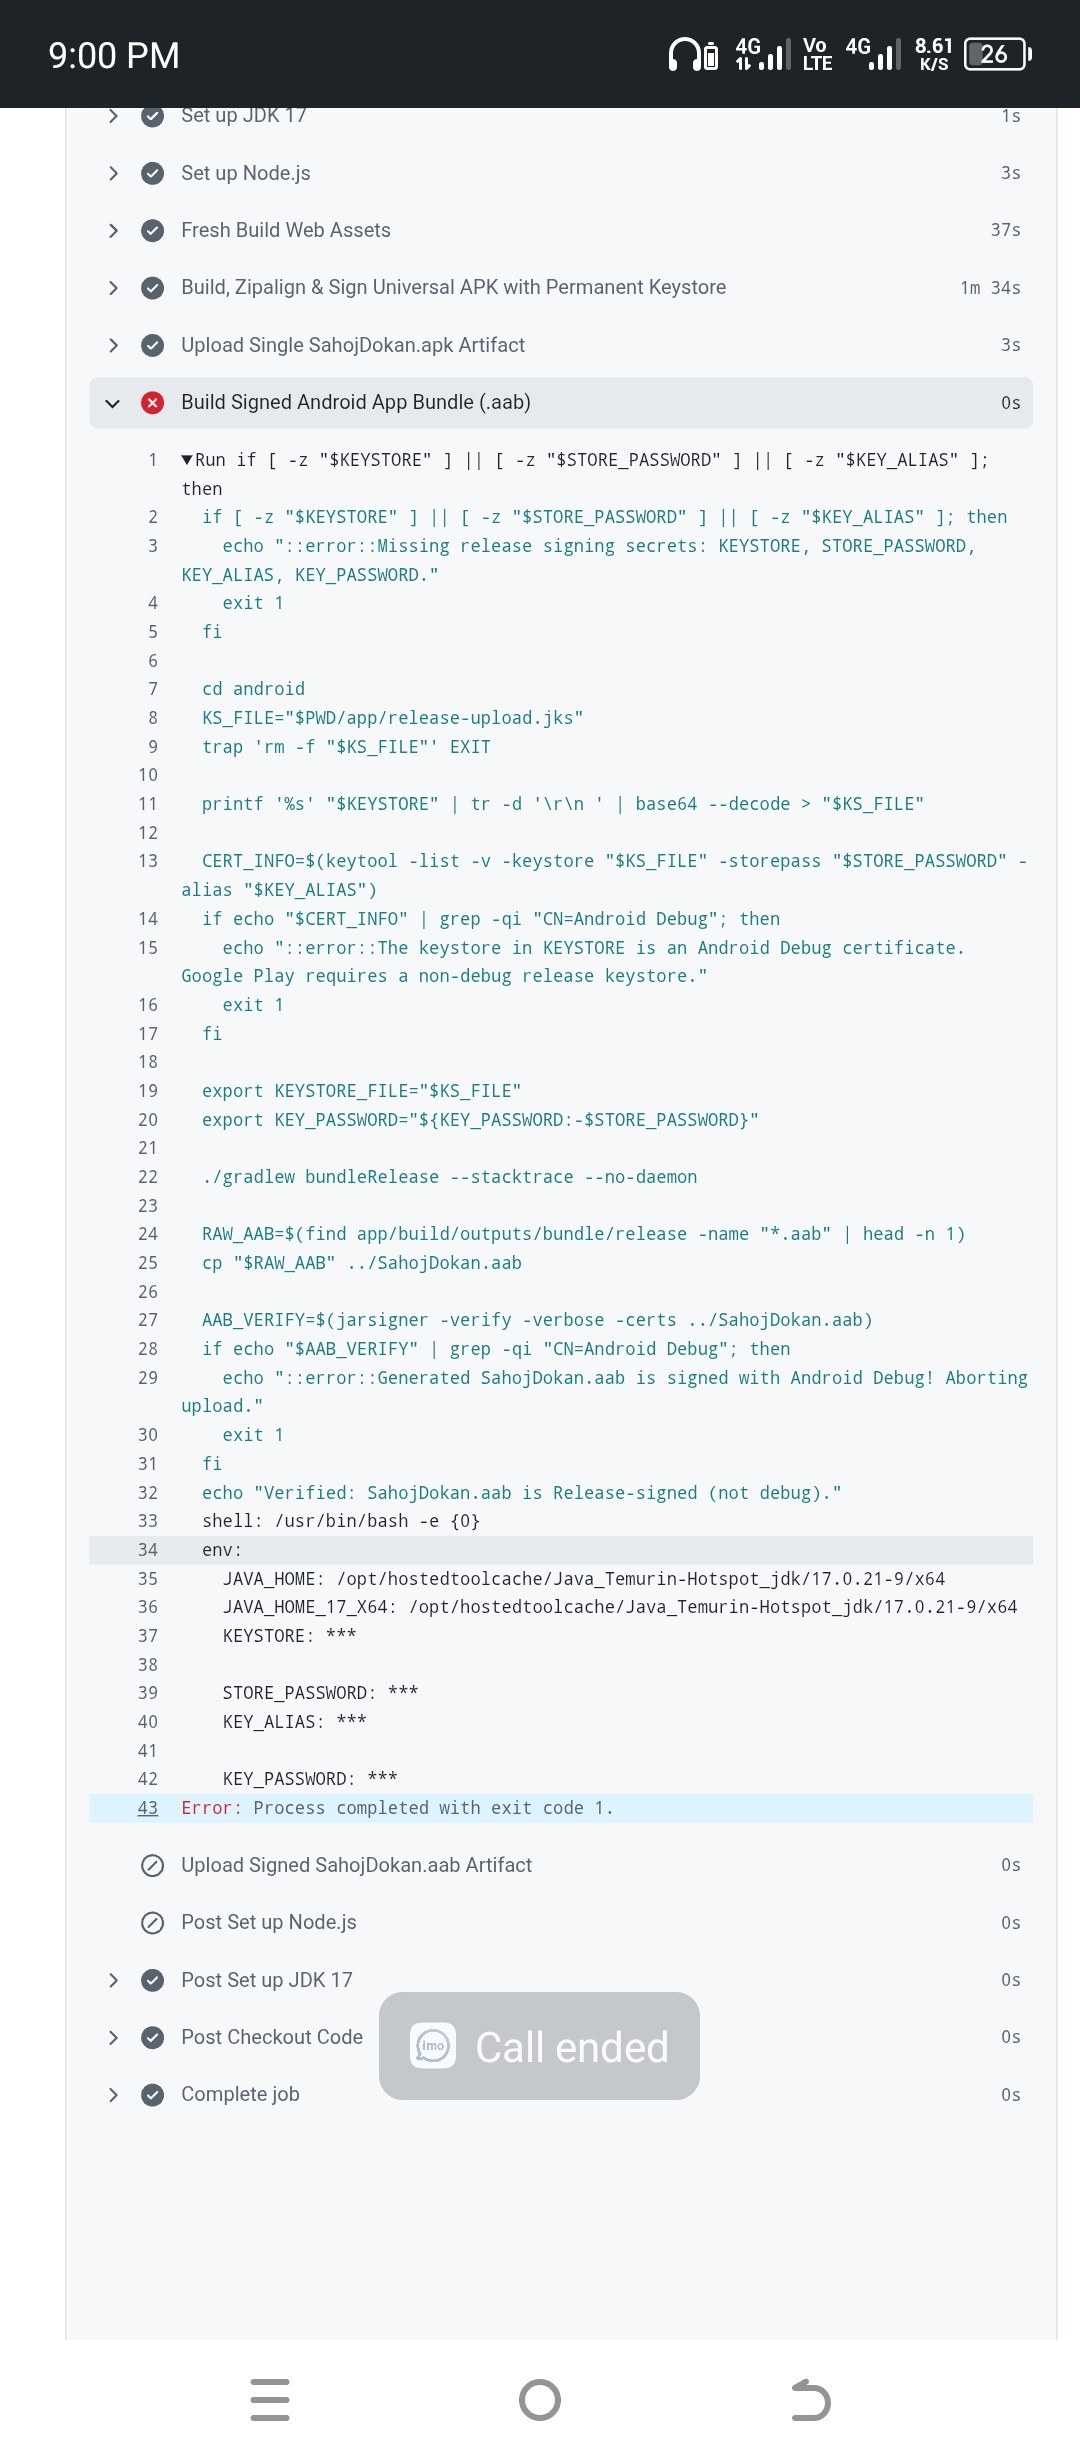 9:00 PM
4G Vo LTE 4G 8.61 K/S 26
Set up JDK 17 1s
Set up Node.js 3s
Fresh Build Web Assets 37s
Build, Zipalign & Sign Universal APK with Permanent Keystore 1m 34s
Upload Single SahojDokan.apk Artifact 3s
Build Signed Android App Bundle (.aab) 0s
1 ▼Run if [ -z "$KEYSTORE" ] || [ -z "$STORE_PASSWORD" ] || [ -z "$KEY_ALIAS" ];
then
2 if [ -z "$KEYSTORE" ] || [ -z "$STORE_PASSWORD" ] || [ -z "$KEY_ALIAS" ]; then
3 echo "::error::Missing release signing secrets: KEYSTORE, STORE_PASSWORD,
KEY_ALIAS, KEY_PASSWORD."
4 exit 1
5 fi
6
7 cd android
8 KS_FILE="$PWD/app/release-upload.jks"
9 trap 'rm -f "$KS_FILE"' EXIT
10
11 printf '%s' "$KEYSTORE" | tr -d '\r\n ' | base64 --decode > "$KS_FILE"
12
13 CERT_INFO=$(keytool -list -v -keystore "$KS_FILE" -storepass "$STORE_PASSWORD" -
alias "$KEY_ALIAS")
14 if echo "$CERT_INFO" | grep -qi "CN=Android Debug"; then
15 echo "::error::The keystore in KEYSTORE is an Android Debug certificate.
Google Play requires a non-debug release keystore."
16 exit 1
17 fi
18
19 export KEYSTORE_FILE="$KS_FILE"
20 export KEY_PASSWORD="${KEY_PASSWORD:-$STORE_PASSWORD}"
21
22 ./gradlew bundleRelease --stacktrace --no-daemon
23
24 RAW_AAB=$(find app/build/outputs/bundle/release -name "*.aab" | head -n 1)
25 cp "$RAW_AAB" ../SahojDokan.aab
26
27 AAB_VERIFY=$(jarsigner -verify -verbose -certs ../SahojDokan.aab)
28 if echo "$AAB_VERIFY" | grep -qi "CN=Android Debug"; then
29 echo "::error::Generated SahojDokan.aab is signed with Android Debug! Aborting
upload."
30 exit 1
31 fi
32 echo "Verified: SahojDokan.aab is Release-signed (not debug)."
33 shell: /usr/bin/bash -e {0}
34 env:
35 JAVA_HOME: /opt/hostedtoolcache/Java_Temurin-Hotspot_jdk/17.0.21-9/x64
36 JAVA_HOME_17_X64: /opt/hostedtoolcache/Java_Temurin-Hotspot_jdk/17.0.21-9/x64
37 KEYSTORE: ***
38
39 STORE_PASSWORD: ***
40 KEY_ALIAS: ***
41
42 KEY_PASSWORD: ***
43 Error: Process completed with exit code 1.
Upload Signed SahojDokan.aab Artifact 0s
Post Set up Node.js 0s
Post Set up JDK 17 0s
Post Checkout Code 0s
imo Call ended
Complete job 0s